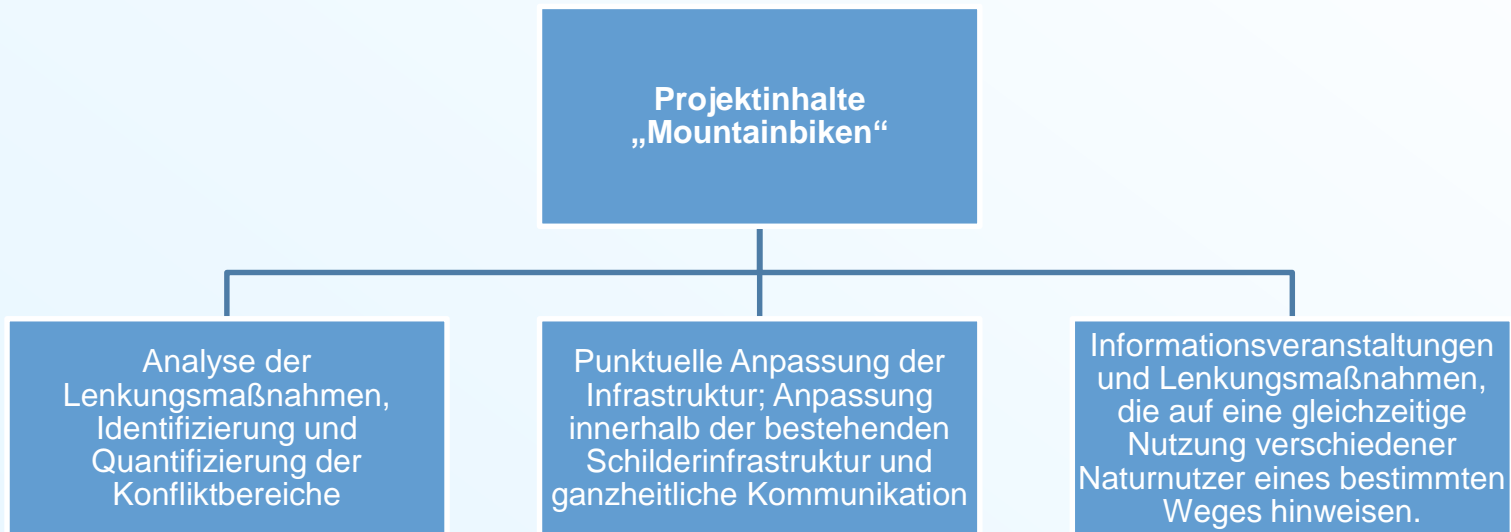 Projektinhalte
„Mountainbiken“
Analyse der
Lenkungsmaßnahmen,
Identifizierung und
Quantifizierung der
Konfliktbereiche
Punktuelle Anpassung der
Infrastruktur; Anpassung
innerhalb der bestehenden
Schilderinfrastruktur und
ganzheitliche Kommunikation
Informationsveranstaltungen
und Lenkungsmaßnahmen,
die auf eine gleichzeitige
Nutzung verschiedener
Naturnutzer eines bestimmten
Weges hinweisen.